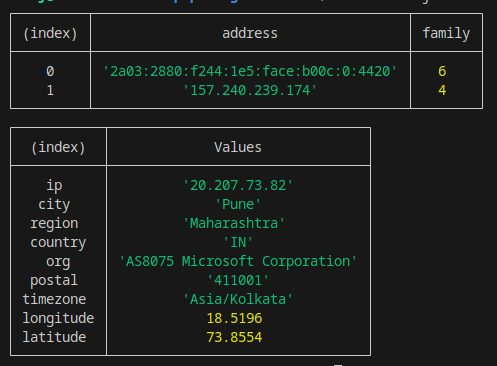 (index) address family
0 '2a03:2880:f244:1e5:face:b00c:0:4420' 6
1 '157.240.239.174' 4
(index) Values
ip '20.207.73.82'
city 'Pune'
region 'Maharashtra'
country 'IN'
org 'AS8075 Microsoft Corporation'
postal '411001'
timezone 'Asia/Kolkata'
longitude 18.5196
latitude 73.8554